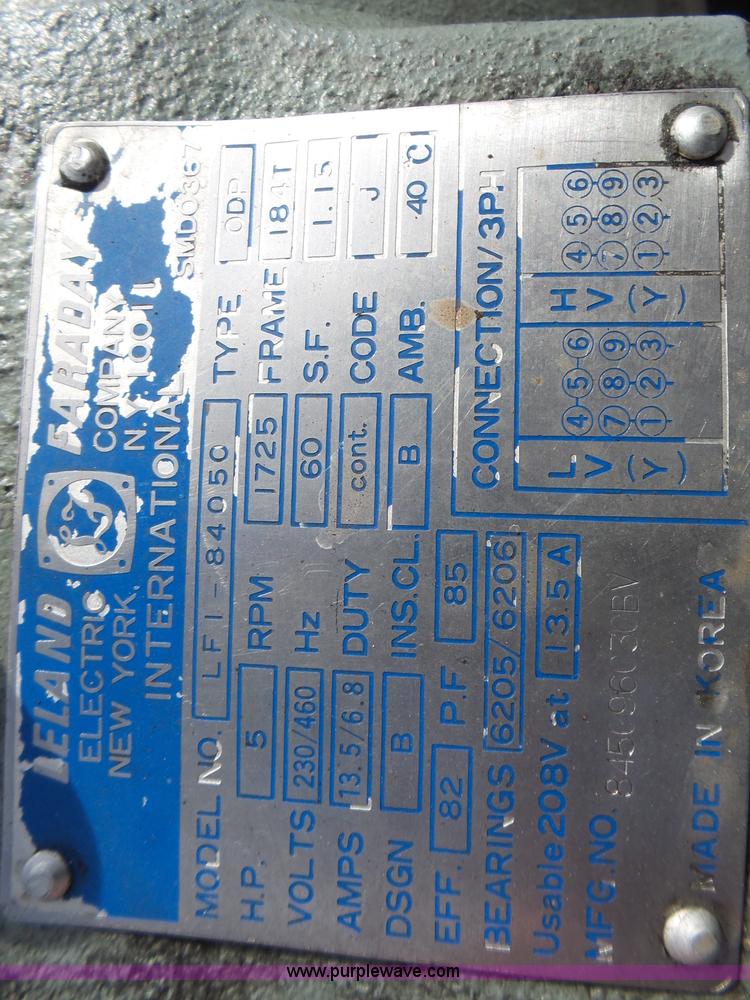 LELAND FARADAY
ELECTRIC COMPANY
NEW YORK, N.Y. 10011
INTERNATIONAL SMD0367
MODEL NO. LF1-8405C TYPE ODP
H.P. 5 RPM 1725 FRAME 184T
VOLTS 230/460 Hz 60 S.F. 1.15
AMPS 13.5/6.8 DUTY cont. CODE J
DSGN B INS.CL. B AMB. 40 C
EFF. 82 P.F 85
BEARINGS 6205/6206
Usable 208V at 13.5 A
MFG. NO.
MADE IN KOREA
CONNECTION/3PH
L V (Y) H V (Y)
4 5 6 4 5 6
7 8 9 7 8 9
1 2 3 1 2 3
www.purplewave.com